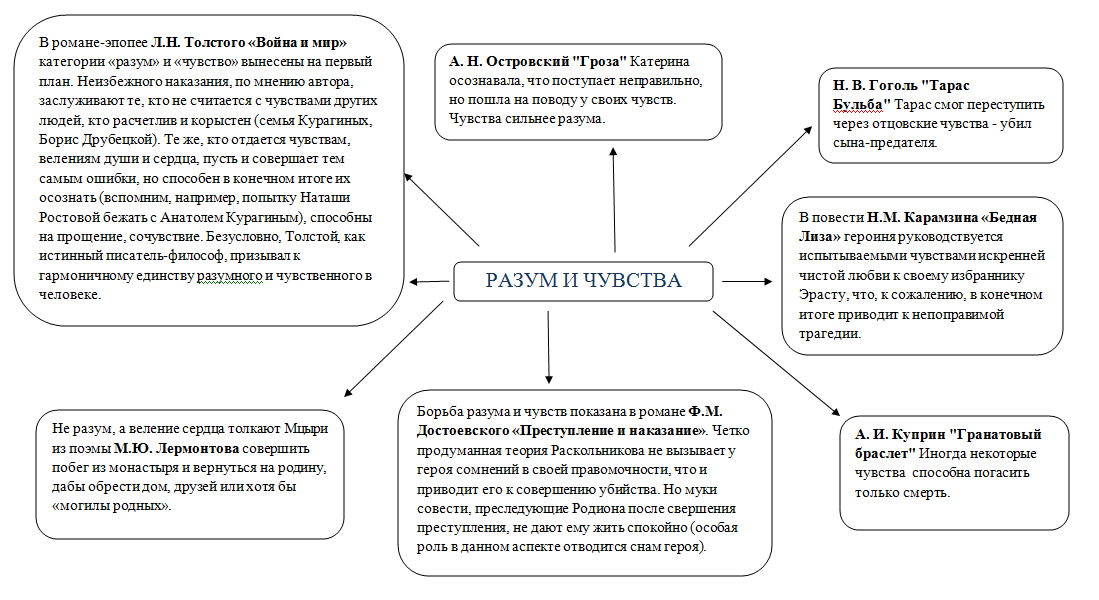 В романе-эпопее Л.Н. Толстого «Война и мир»
категории «разум» и «чувство» вынесены на первый
план. Неизбежного наказания, по мнению автора,
заслуживают те, кто не считается с чувствами других
людей, кто расчетлив и корыстен (семья Курагиных,
Борис Друбецкой). Те же, кто отдается чувствам,
велениям души и сердца, пусть и совершает тем
самым ошибки, но способен в конечном итоге их
осознать (вспомним, например, попытку Наташи
Ростовой бежать с Анатолем Курагиным), способны
на прощение, сочувствие. Безусловно, Толстой, как
истинный писатель-философ, призывал к
гармоничному единству разумного и чувственного в
человеке.
А. Н. Островский "Гроза" Катерина
осознавала, что поступает неправильно,
но пошла на поводу у своих чувств.
Чувства сильнее разума.
Н. В. Гоголь "Тарас
Бульба" Тарас смог переступить
через отцовские чувства - убил
сына-предателя.
В повести Н.М. Карамзина «Бедная
Лиза» героиня руководствуется
испытываемыми чувствами искренней
чистой любви к своему избраннику
Эрасту, что, к сожалению, в конечном
итоге приводит к непоправимой
трагедии.
РАЗУМ И ЧУВСТВА
Не разум, а веление сердца толкают Мцыри
из поэмы М.Ю. Лермонтова совершить
побег из монастыря и вернуться на родину,
дабы обрести дом, друзей или хотя бы
«могилы родных».
Борьба разума и чувств показана в романе Ф.М.
Достоевского «Преступление и наказание». Четко
продуманная теория Раскольникова не вызывает у
героя сомнений в своей правомочности, что и
приводит его к совершению убийства. Но муки
совести, преследующие Родиона после свершения
преступления, не дают ему жить спокойно (особая
роль в данном аспекте отводится снам героя).
А. И. Куприн "Гранатовый
браслет" Иногда некоторые
чувства способна погасить
только смерть.